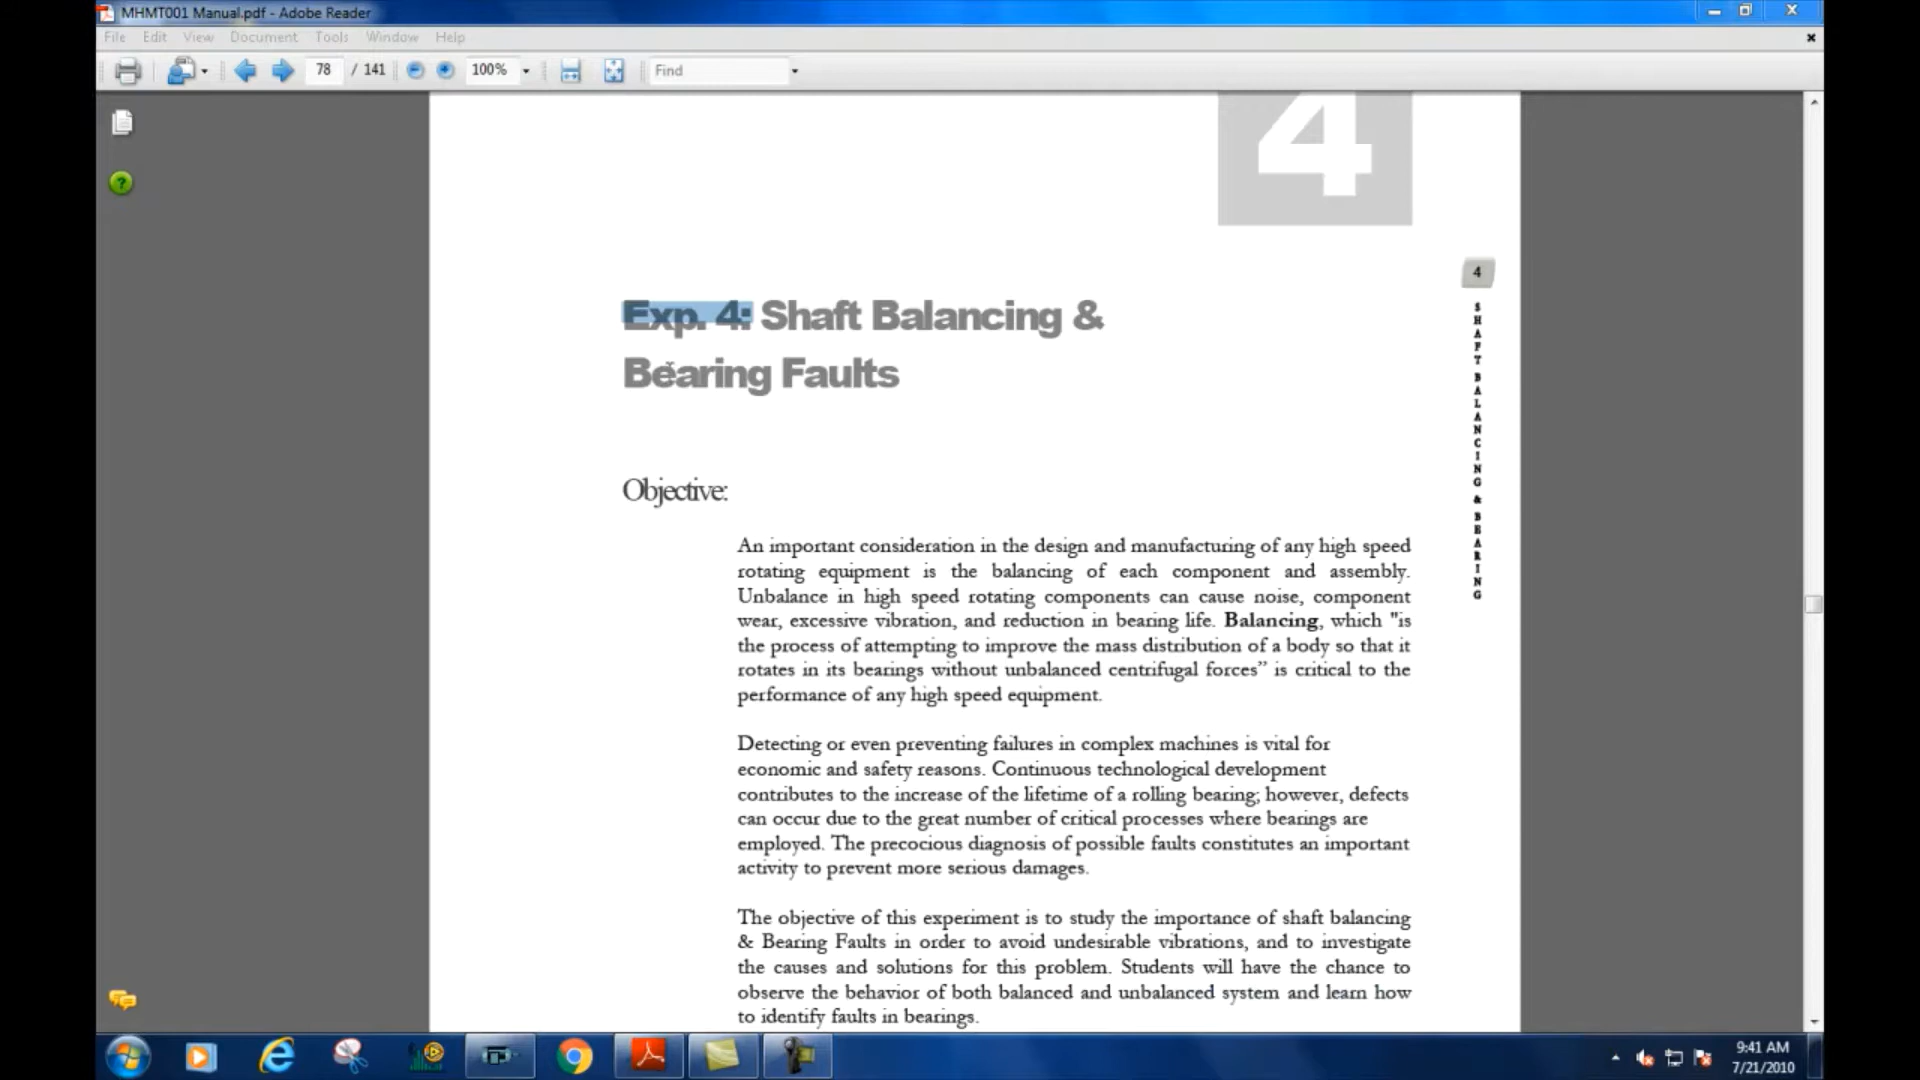 MHMT001 Manual.pdf - Adobe Reader
File Edit View Document Tools Window Help
78 / 141 100% Find
4
4
SHAFT BALANCING & BEARING
Exp. 4: Shaft Balancing &
Bearing Faults
Objective:
An important consideration in the design and manufacturing of any high speed
rotating equipment is the balancing of each component and assembly.
Unbalance in high speed rotating components can cause noise, component
wear, excessive vibration, and reduction in bearing life. Balancing, which "is
the process of attempting to improve the mass distribution of a body so that it
rotates in its bearings without unbalanced centrifugal forces” is critical to the
performance of any high speed equipment.
Detecting or even preventing failures in complex machines is vital for
economic and safety reasons. Continuous technological development
contributes to the increase of the lifetime of a rolling bearing; however, defects
can occur due to the great number of critical processes where bearings are
employed. The precocious diagnosis of possible faults constitutes an important
activity to prevent more serious damages.
The objective of this experiment is to study the importance of shaft balancing
& Bearing Faults in order to avoid undesirable vibrations, and to investigate
the causes and solutions for this problem. Students will have the chance to
observe the behavior of both balanced and unbalanced system and learn how
to identify faults in bearings.
9:41 AM
7/21/2010